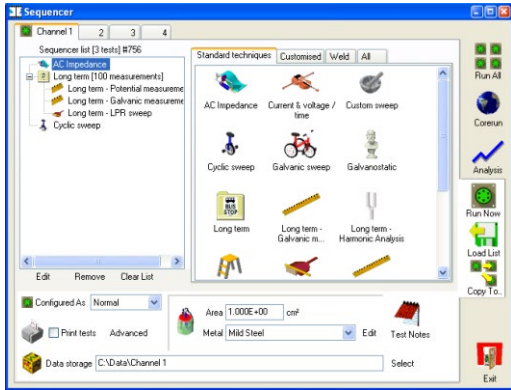 Sequencer
Channel 1 2 3 4
Sequencer list [3 tests] #756
AC Impedance
Long term [100 measurements]
Long term - Potential measureme
Long term - Galvanic measureme
Long term - LPR sweep
Cyclic sweep
Edit Remove Clear List
Standard techniques Customised Weld All
AC Impedance
Current & voltage / time
Custom sweep
Cyclic sweep
Galvanic sweep
Galvanostatic
BUS STOP
Long term
Long term - Galvanic m...
Long term - Harmonic Analysis
Run All
Corerun
Analysis
Run Now
Load List
Copy To..
Configured As Normal
Print tests Advanced
Area 1.000E+00 cm²
Metal Mild Steel Edit
Test Notes
Data storage C:\Data\Channel 1 Select
Exit